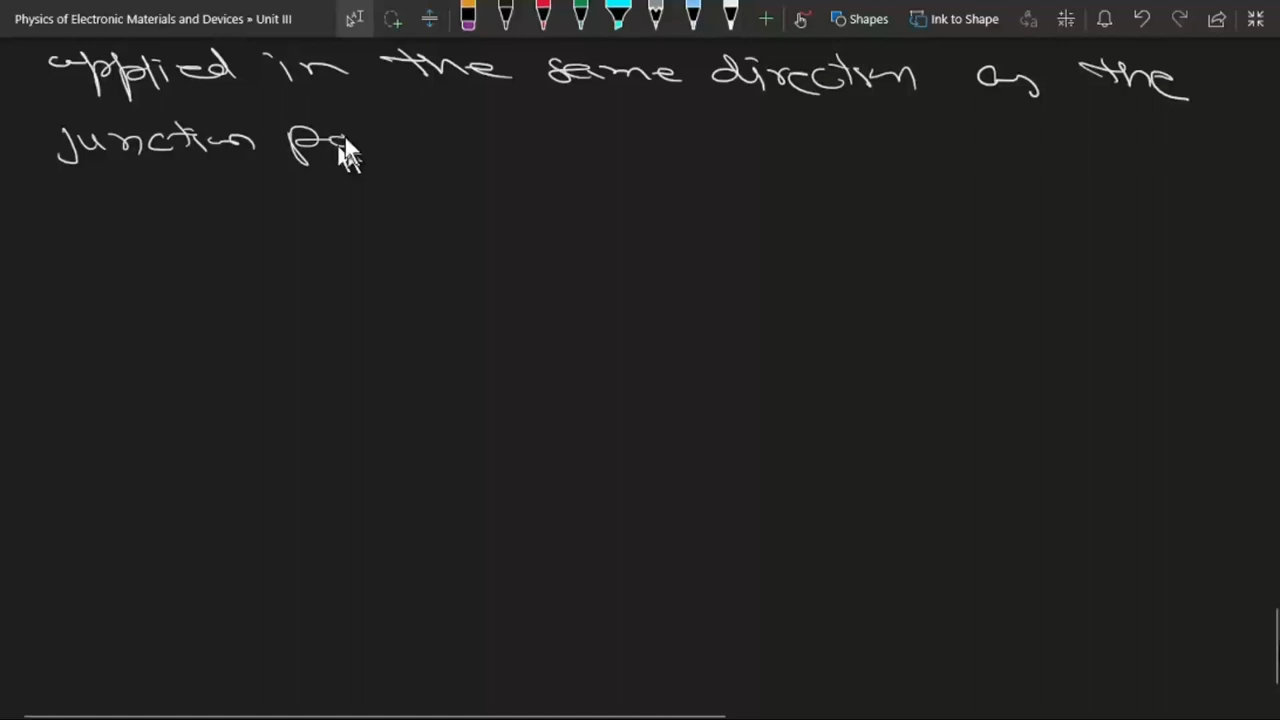 Physics of Electronic Materials and Devices » Unit III
Shapes
Ink to Shape
applied in the same direction as the
junction po